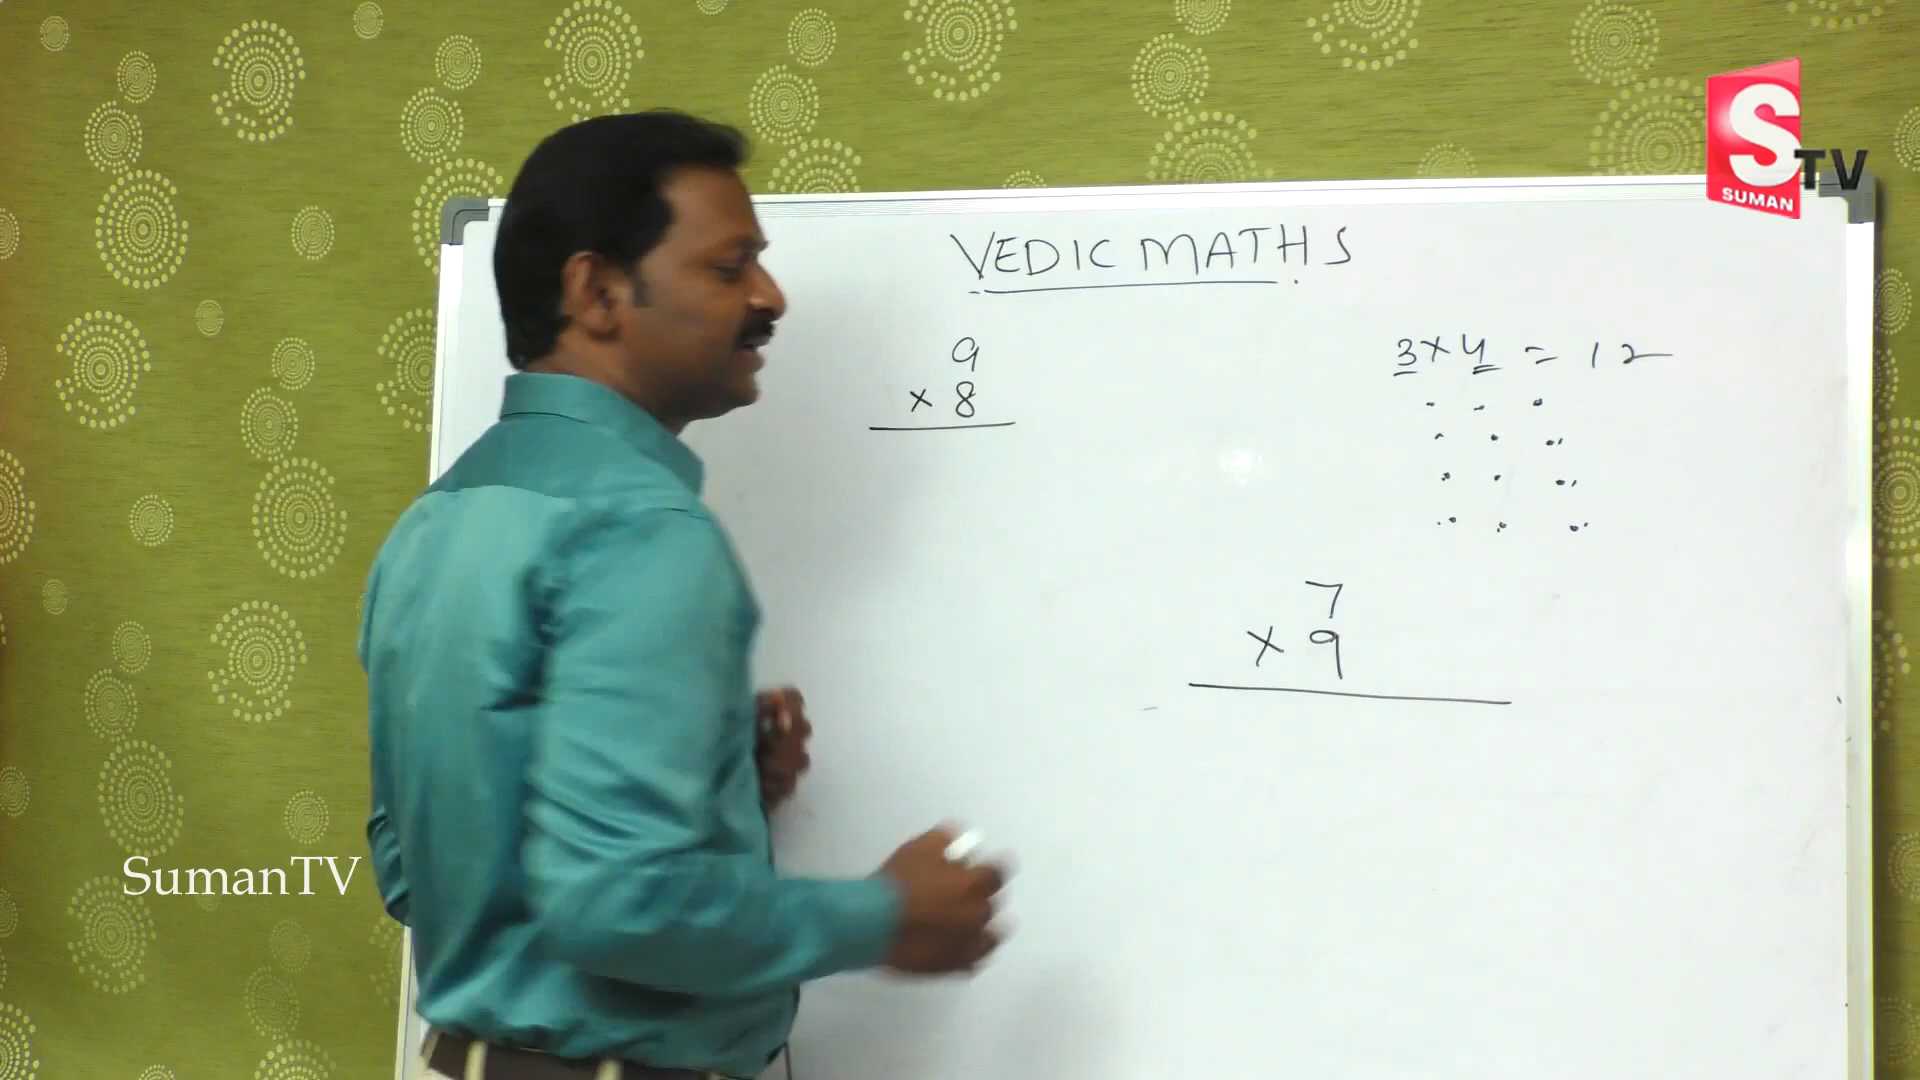 S TV
SUMAN
VEDIC MATHS
9
× 8
3×4 = 12
7
× 9
SumanTV